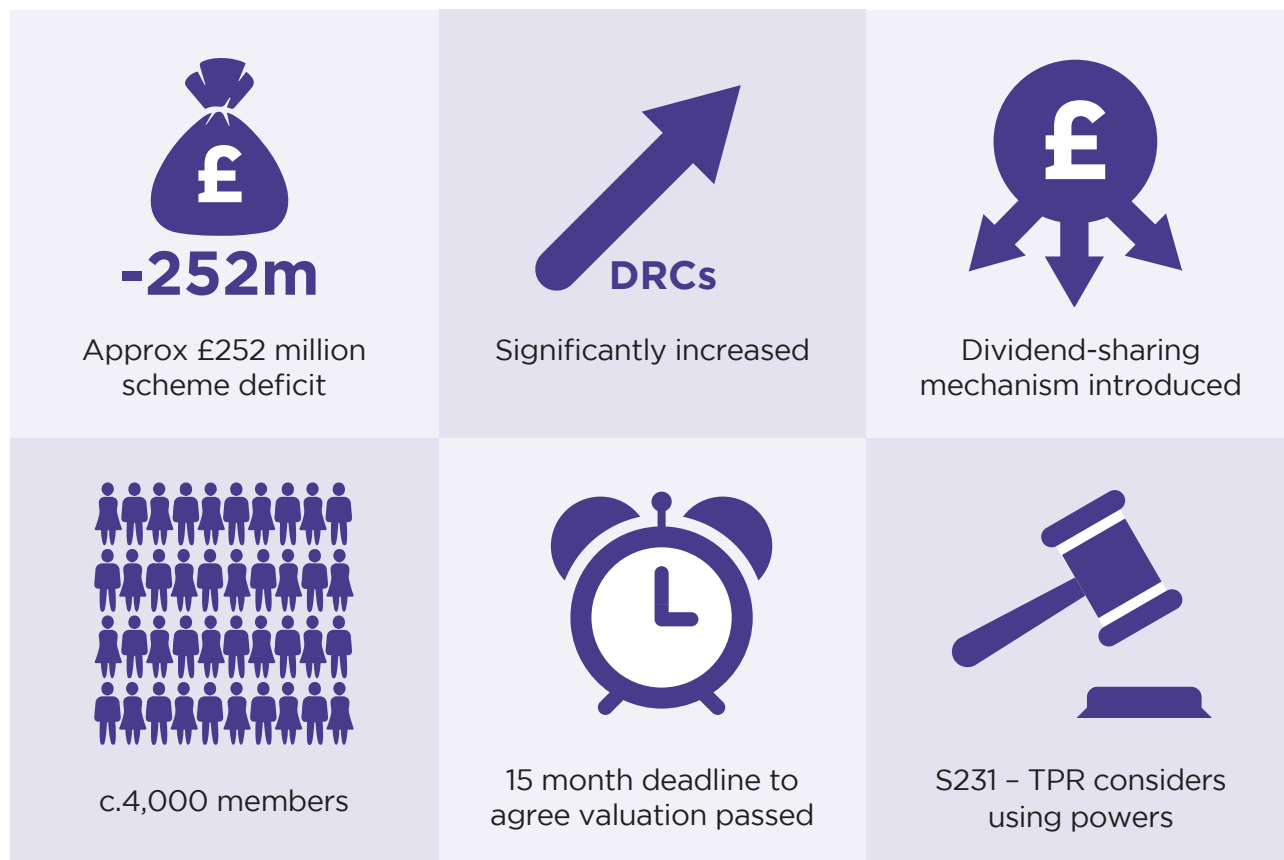 £
-252m
Approx £252 million
scheme deficit
DRCs
Significantly increased
£
Dividend-sharing
mechanism introduced
c.4,000 members
15 month deadline to
agree valuation passed
S231 – TPR considers
using powers